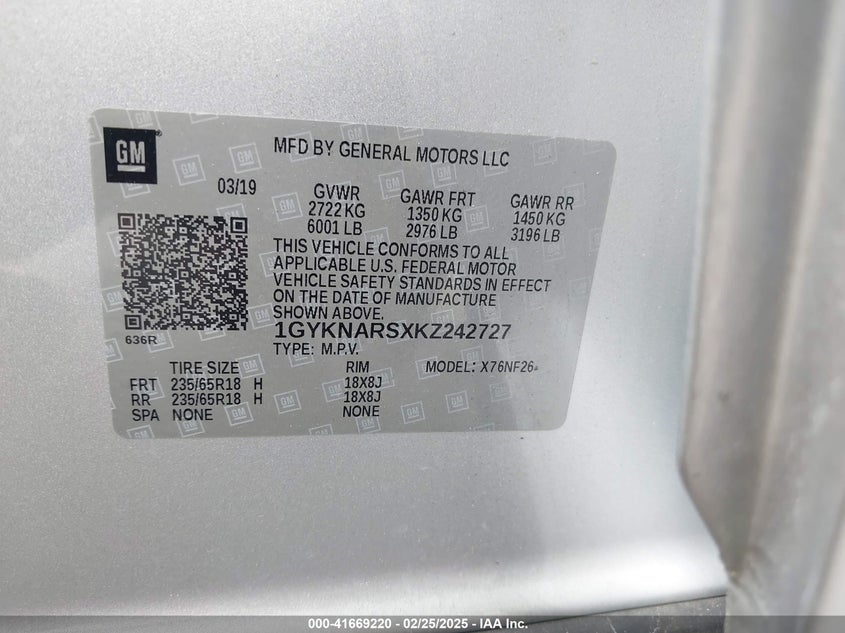 GM
MFD BY GENERAL MOTORS LLC
03/19
GVWR GAWR FRT GAWR RR
2722 KG 1350 KG 1450 KG
6001 LB 2976 LB 3196 LB
THIS VEHICLE CONFORMS TO ALL
APPLICABLE U.S. FEDERAL MOTOR
VEHICLE SAFETY STANDARDS IN EFFECT
ON THE DATE OF MANUFACTURE
SHOWN ABOVE.
1GYKNARSXKZ242727
636R
TYPE: M.P.V. MODEL: X76NF26
TIRE SIZE RIM
FRT 235/65R18 H 18X8J
RR 235/65R18 H 18X8J
SPA NONE NONE
000-41669220 — 02/25/2025 — IAA Inc.